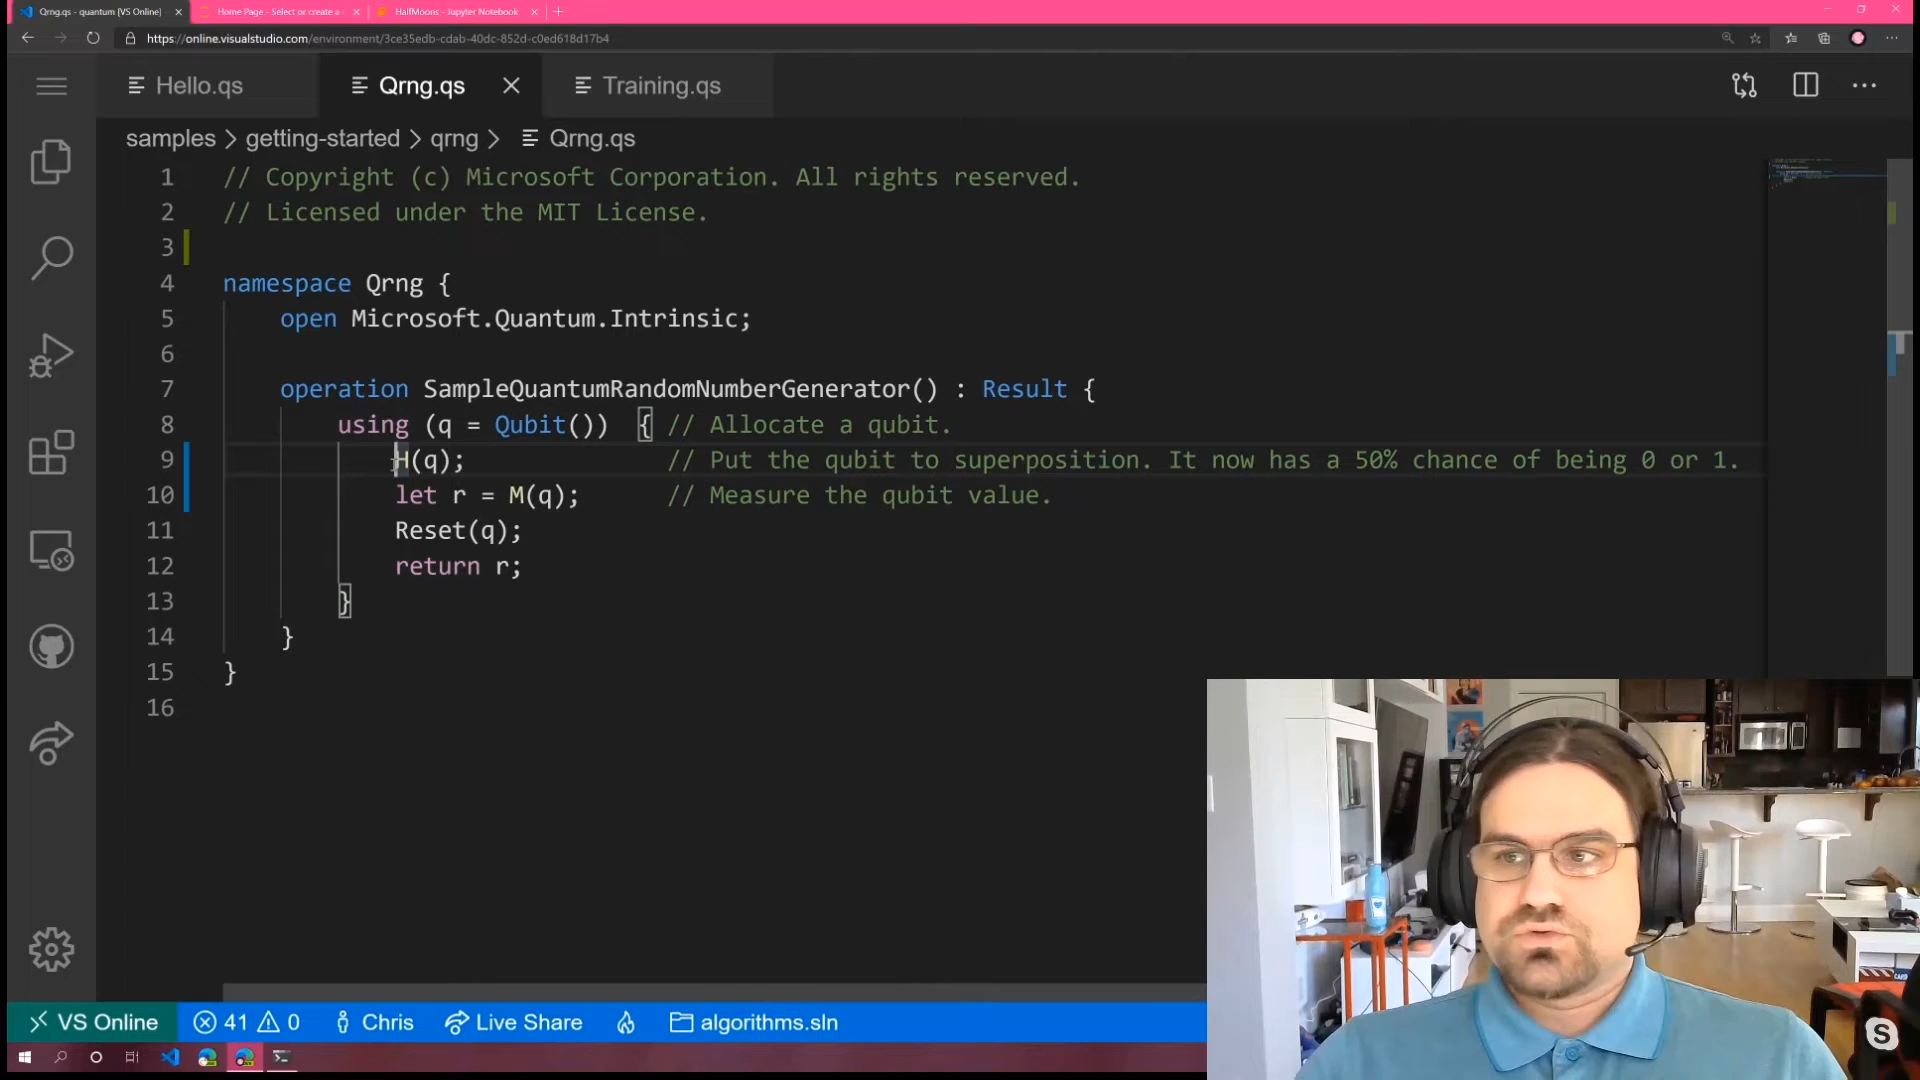 Qrng.qs - quantum [VS Online]
Home Page - Select or create a
HalfMoons - Jupyter Notebook
https://online.visualstudio.com/environment/3ce35edb-cdab-40dc-852d-c0ed618d17b4
Hello.qs
Qrng.qs
Training.qs
samples > getting-started > qrng > Qrng.qs
1 // Copyright (c) Microsoft Corporation. All rights reserved.
2 // Licensed under the MIT License.
3
4 namespace Qrng {
5 open Microsoft.Quantum.Intrinsic;
6
7 operation SampleQuantumRandomNumberGenerator() : Result {
8 using (q = Qubit()) { // Allocate a qubit.
9 H(q); // Put the qubit to superposition. It now has a 50% chance of being 0 or 1.
10 let r = M(q); // Measure the qubit value.
11 Reset(q);
12 return r;
13 }
14 }
15 }
16
VS Online 41 0 Chris Live Share algorithms.sln
S